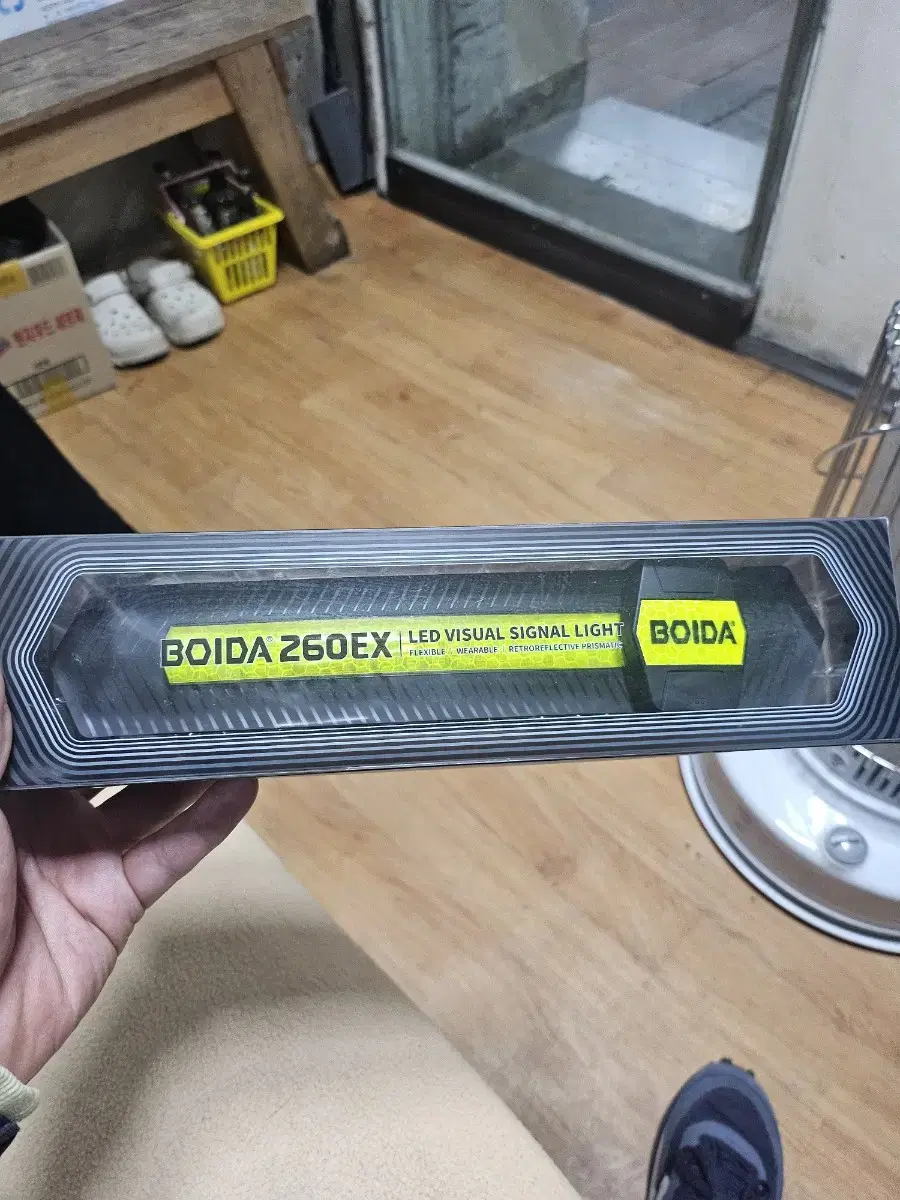 BOIDA® 260EX
LED VISUAL SIGNAL LIGHT
FLEXIBLE WEARABLE RETROREFLECTIVE PRISMATIC
BOIDA®